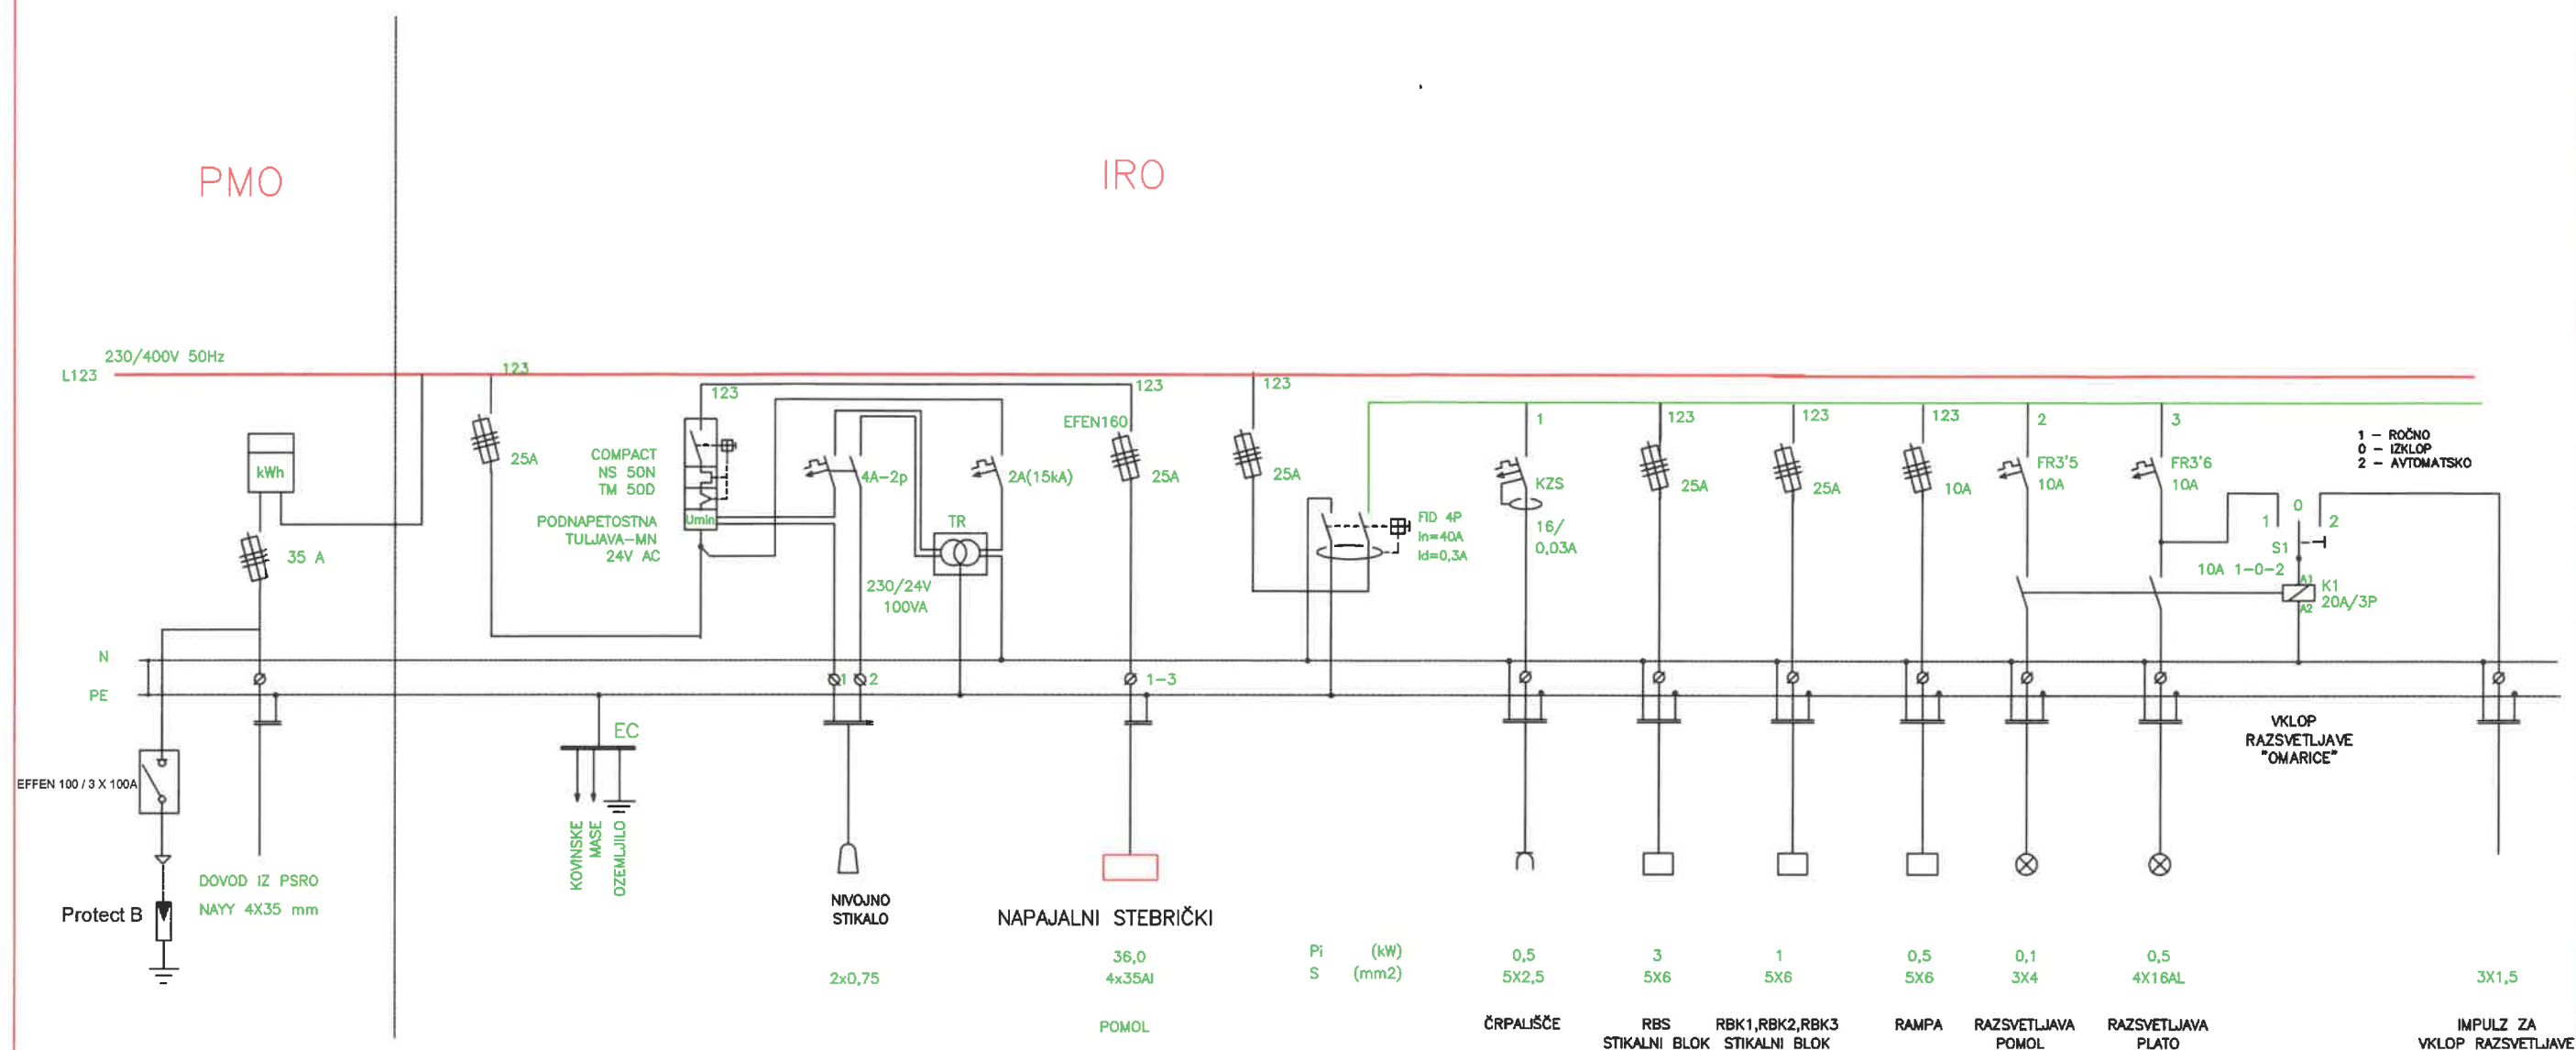 PMO
IRO
230/400V 50Hz
L123
123
123
123
123
kWh
35 A
25A
COMPACT
NS 50N
TM 50D
PODNAPETOSTNA
TULJAVA-MN
24V AC
Umin
4A-2p
2A(15kA)
TR
230/24V
100VA
EFEN160
25A
25A
FID 4P
In=40A
Id=0,3A
1
KZS
16/
0,03A
123
25A
123
25A
123
10A
2
FR3'5
10A
3
FR3'6
10A
1 - ROČNO
0 - IZKLOP
2 - AVTOMATSKO
0
1
2
S1
10A 1-0-2
A1
K1
20A/3P
A2
N
PE
1
2
1-3
EC
KOVINSKE
MASE
OZEMLJILO
EFFEN 100 / 3 X 100A
Protect B
DOVOD IZ PSRO
NAYY 4X35 mm
NIVOJNO
STIKALO
NAPAJALNI STEBRIČKI
VKLOP
RAZSVETLJAVE
"OMARICE"
Pi (kW)
36,0
0,5
3
1
0,5
0,1
0,5
S (mm2)
2x0,75
4x35Al
5X2,5
5X6
5X6
5X6
3X4
4X16AL
3X1,5
POMOL
ČRPALIŠČE
RBS
STIKALNI BLOK
RBK1,RBK2,RBK3
STIKALNI BLOK
RAMPA
RAZSVETLJAVA
POMOL
RAZSVETLJAVA
PLATO
IMPULZ ZA
VKLOP RAZSVETLJAVE